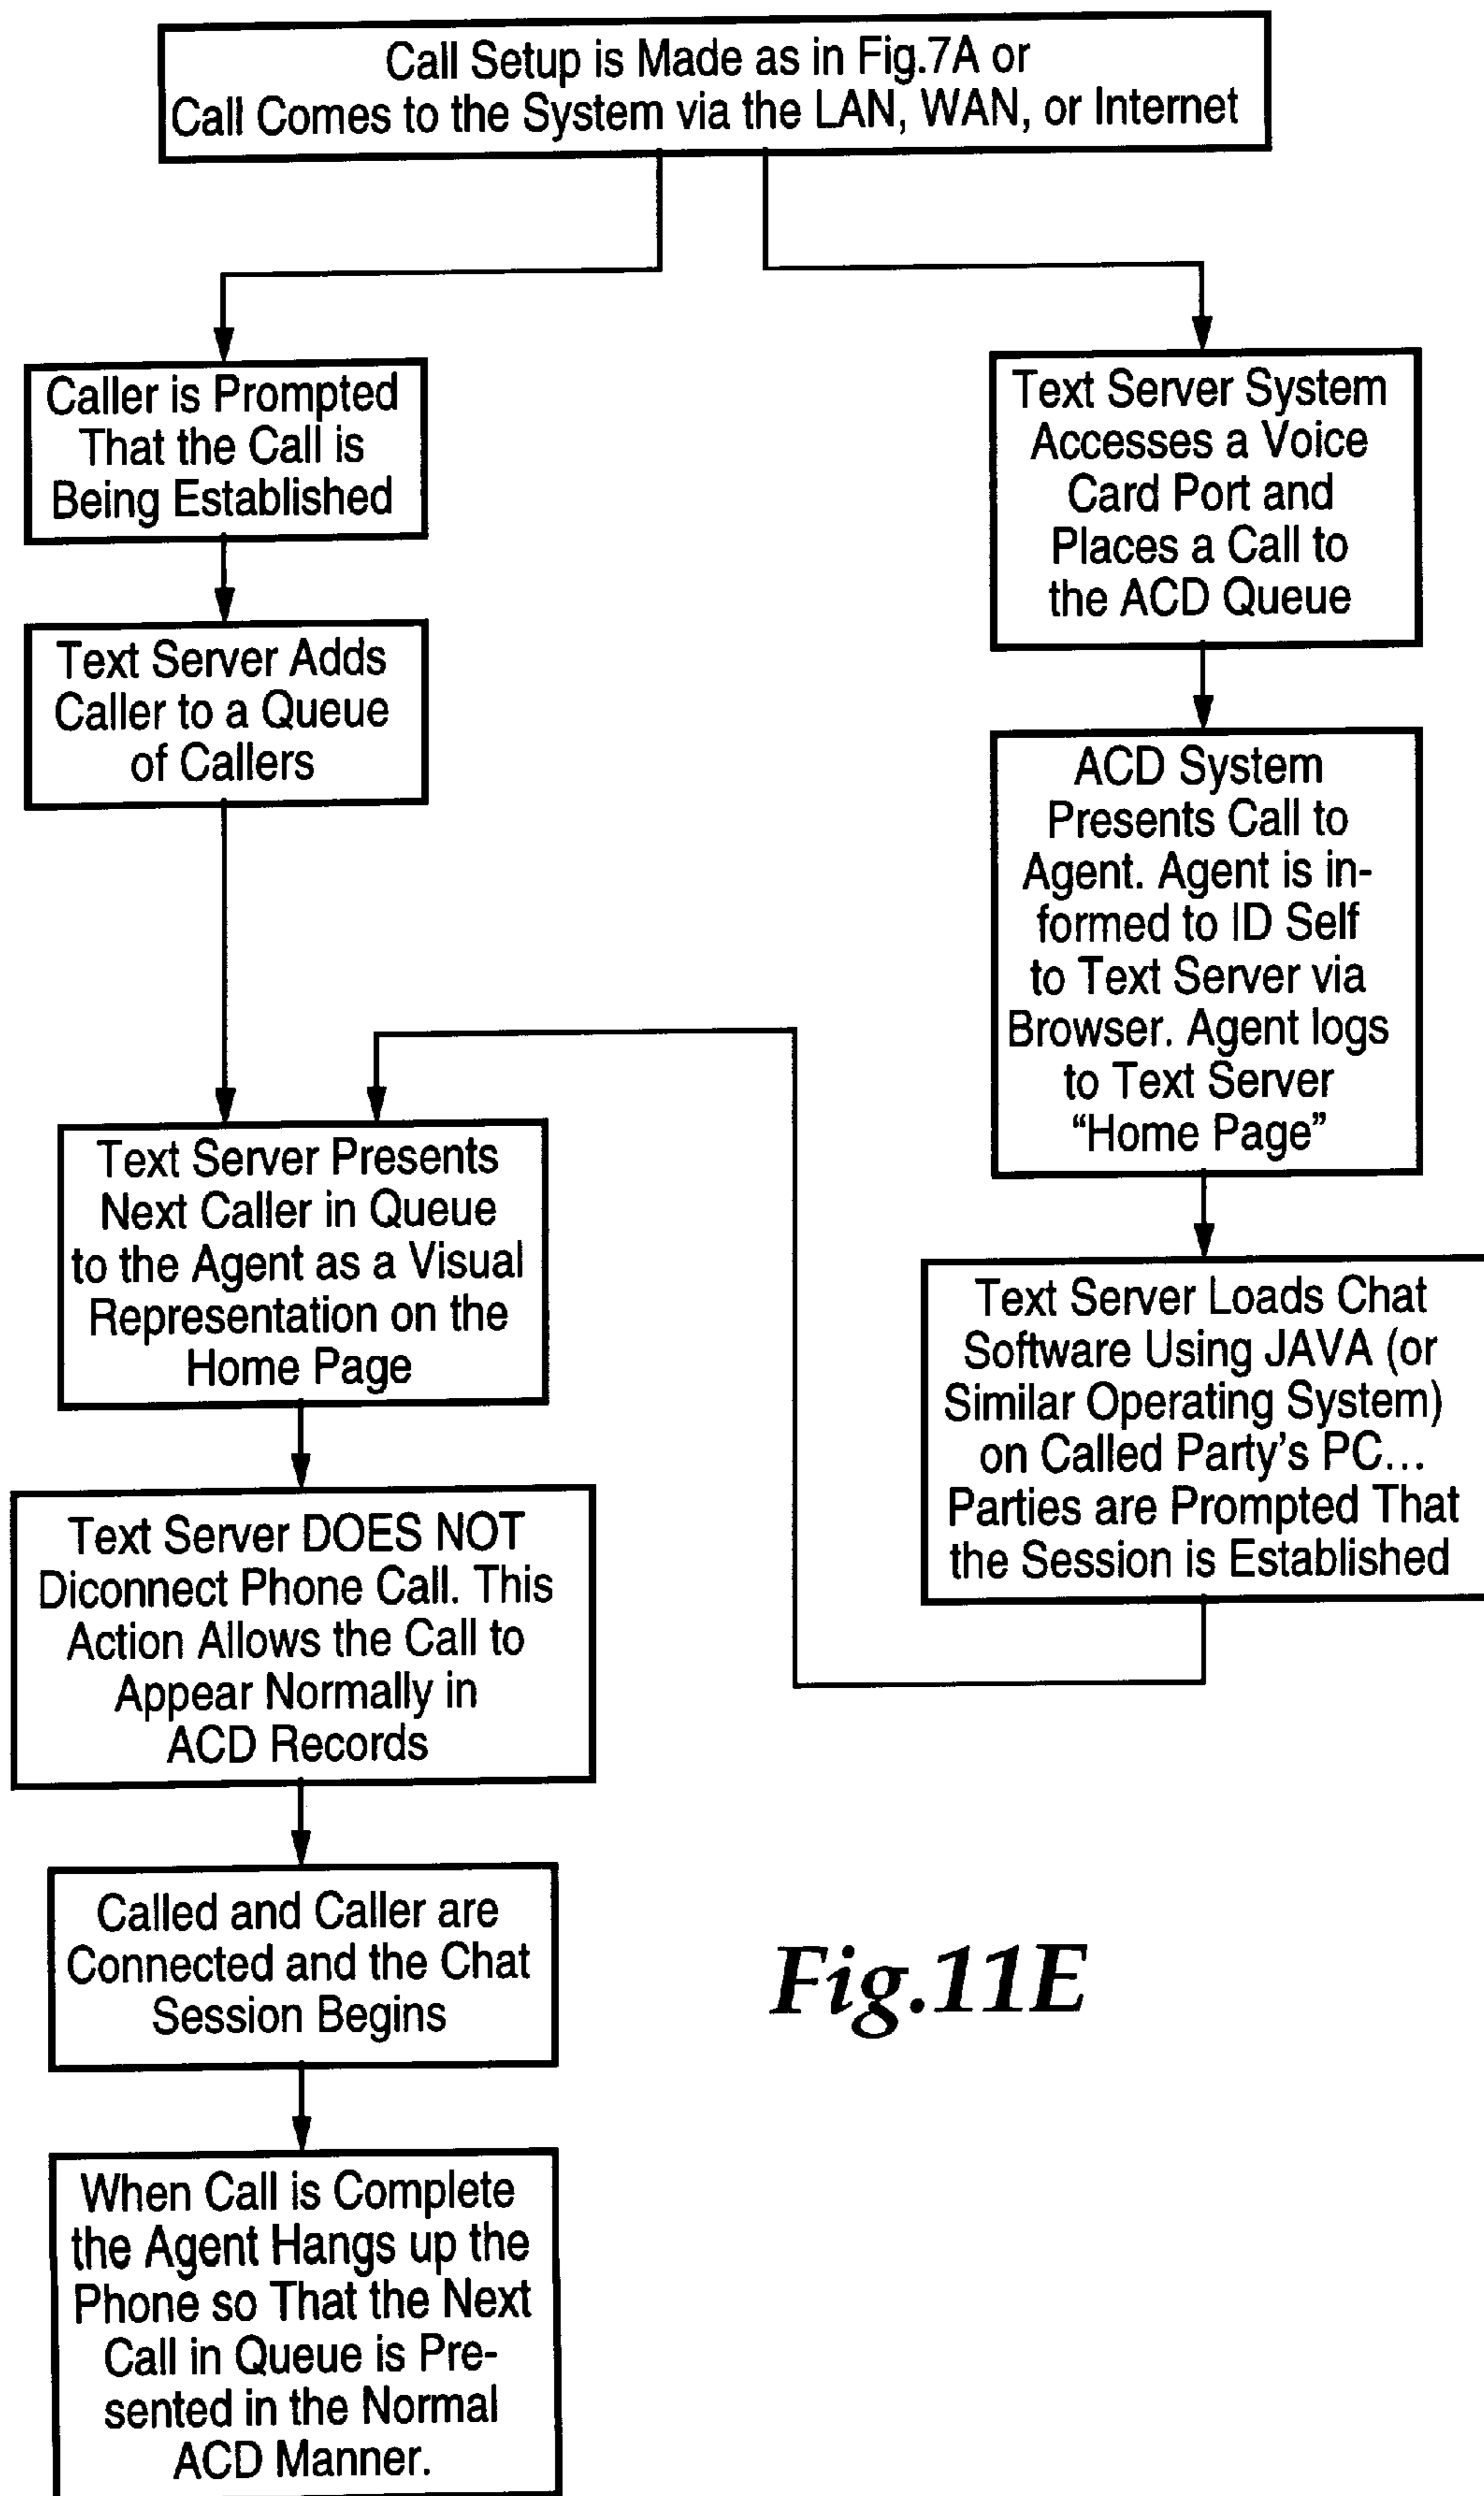 Call Setup is Made as in Fig.7A or
Call Comes to the System via the LAN, WAN, or Internet
Caller is Prompted
That the Call is
Being Established
Text Server Adds
Caller to a Queue
of Callers
Text Server System
Accesses a Voice
Card Port and
Places a Call to
the ACD Queue
ACD System
Presents Call to
Agent. Agent is in-
formed to ID Self
to Text Server via
Browser. Agent logs
to Text Server
“Home Page”
Text Server Loads Chat
Software Using JAVA (or
Similar Operating System)
on Called Party’s PC...
Parties are Prompted That
the Session is Established
Text Server Presents
Next Caller in Queue
to the Agent as a Visual
Representation on the
Home Page
Text Server DOES NOT
Diconnect Phone Call. This
Action Allows the Call to
Appear Normally in
ACD Records
Called and Caller are
Connected and the Chat
Session Begins
When Call is Complete
the Agent Hangs up the
Phone so That the Next
Call in Queue is Pre-
sented in the Normal
ACD Manner.
Fig.11E